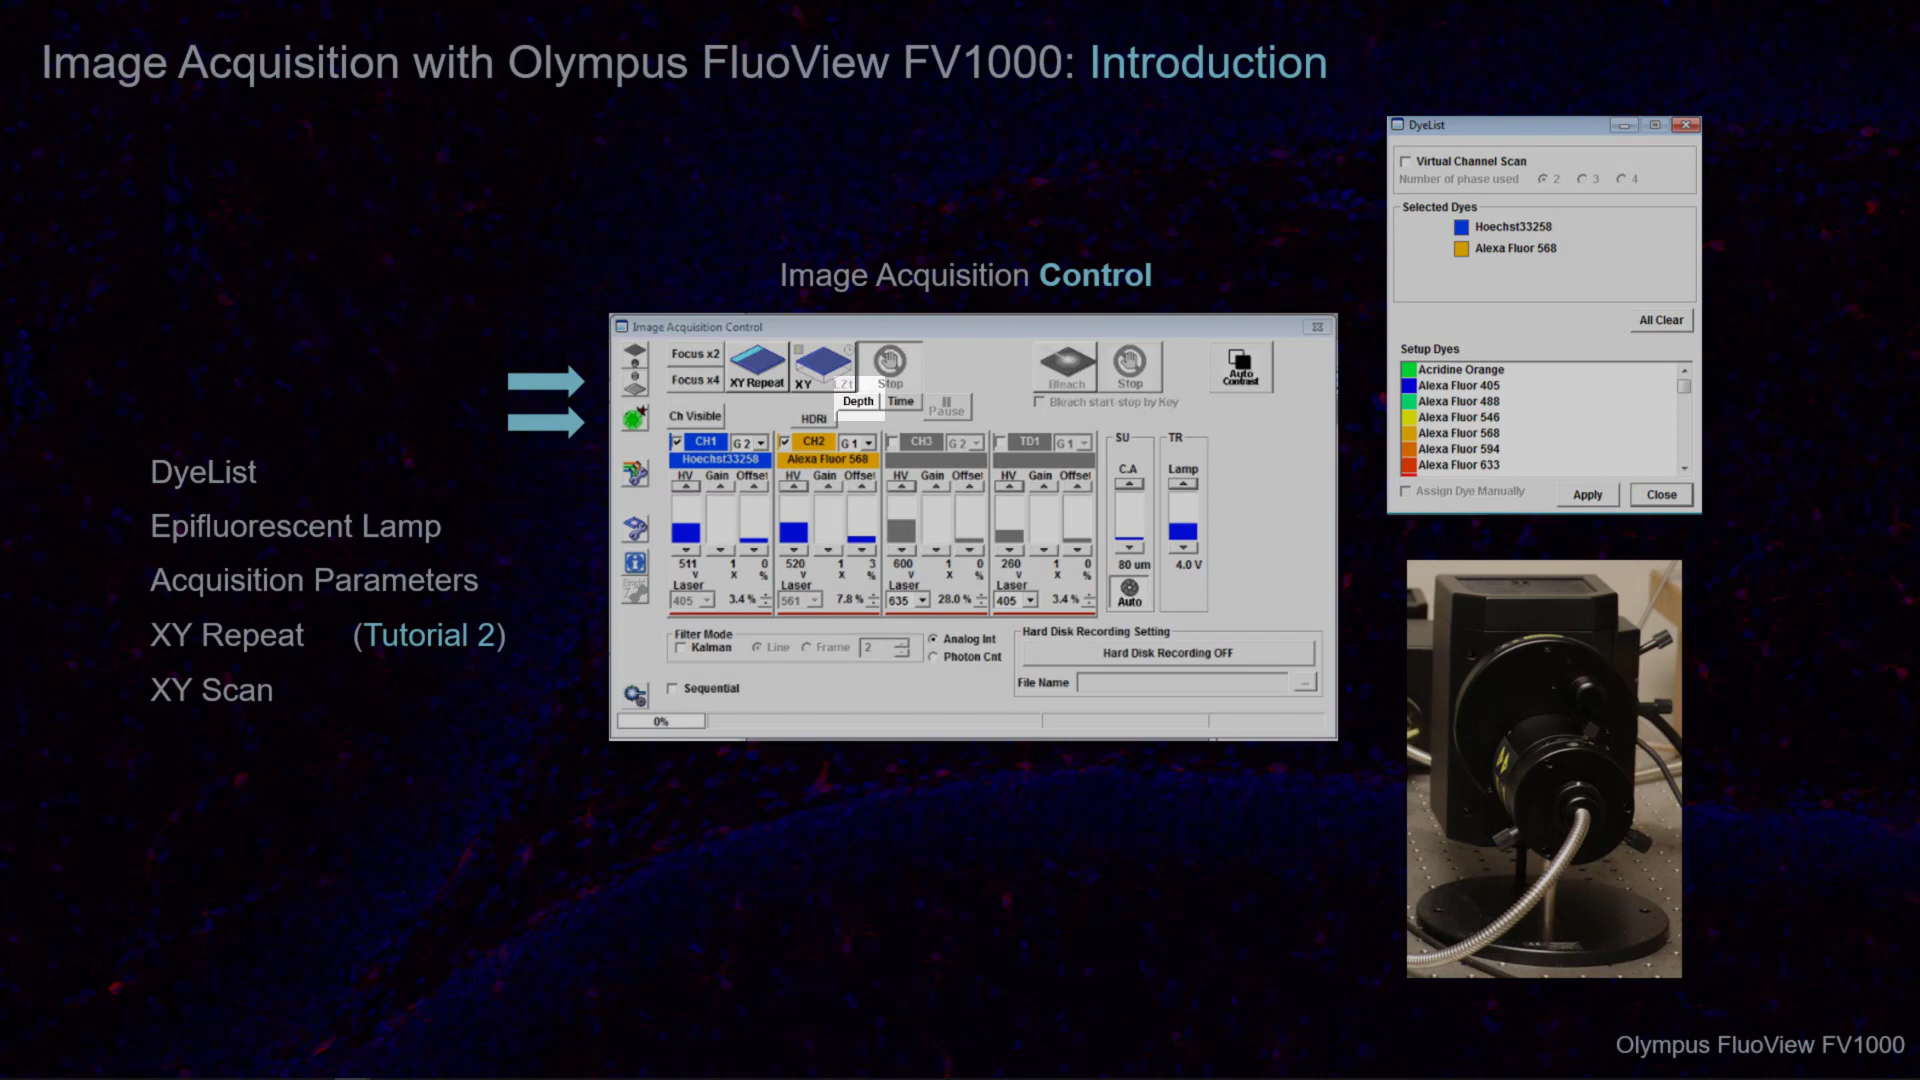 Image Acquisition with Olympus FluoView FV1000: Introduction
DyeList
Epifluorescent Lamp
Acquisition Parameters
XY Repeat (Tutorial 2)
XY Scan
Image Acquisition Control
Image Acquisition Control
Focus x2
Focus x4
XY Repeat
XY
LZt
Stop
Depth
Time
Pause
Bleach
Stop
Bleach start-stop by Key
Auto Contrast
Ch Visible
HDRI
CH1 G 2 CH2 G 1 CH3 G 2 TD1 G 1 SU TR
Hoechst33258 Alexa Fluor 568
HV Gain Offset HV Gain Offset HV Gain Offset HV Gain Offset C.A Lamp
511 1 0 520 1 3 600 1 0 260 1 0 80 um 4.0 V
V X % V X % V X % V X %
Laser Laser Laser Laser
405 3.4 % 561 7.8 % 635 28.0 % 405 3.4 % Auto
Filter Mode
Kalman Line Frame 2
Analog Int
Photon Cnt
Hard Disk Recording Setting
Hard Disk Recording OFF
File Name ...
Sequential
0%
DyeList
Virtual Channel Scan
Number of phase used 2 3 4
Selected Dyes
Hoechst33258
Alexa Fluor 568
All Clear
Setup Dyes
Acridine Orange
Alexa Fluor 405
Alexa Fluor 488
Alexa Fluor 546
Alexa Fluor 568
Alexa Fluor 594
Alexa Fluor 633
Assign Dye Manually Apply Close
Olympus FluoView FV1000